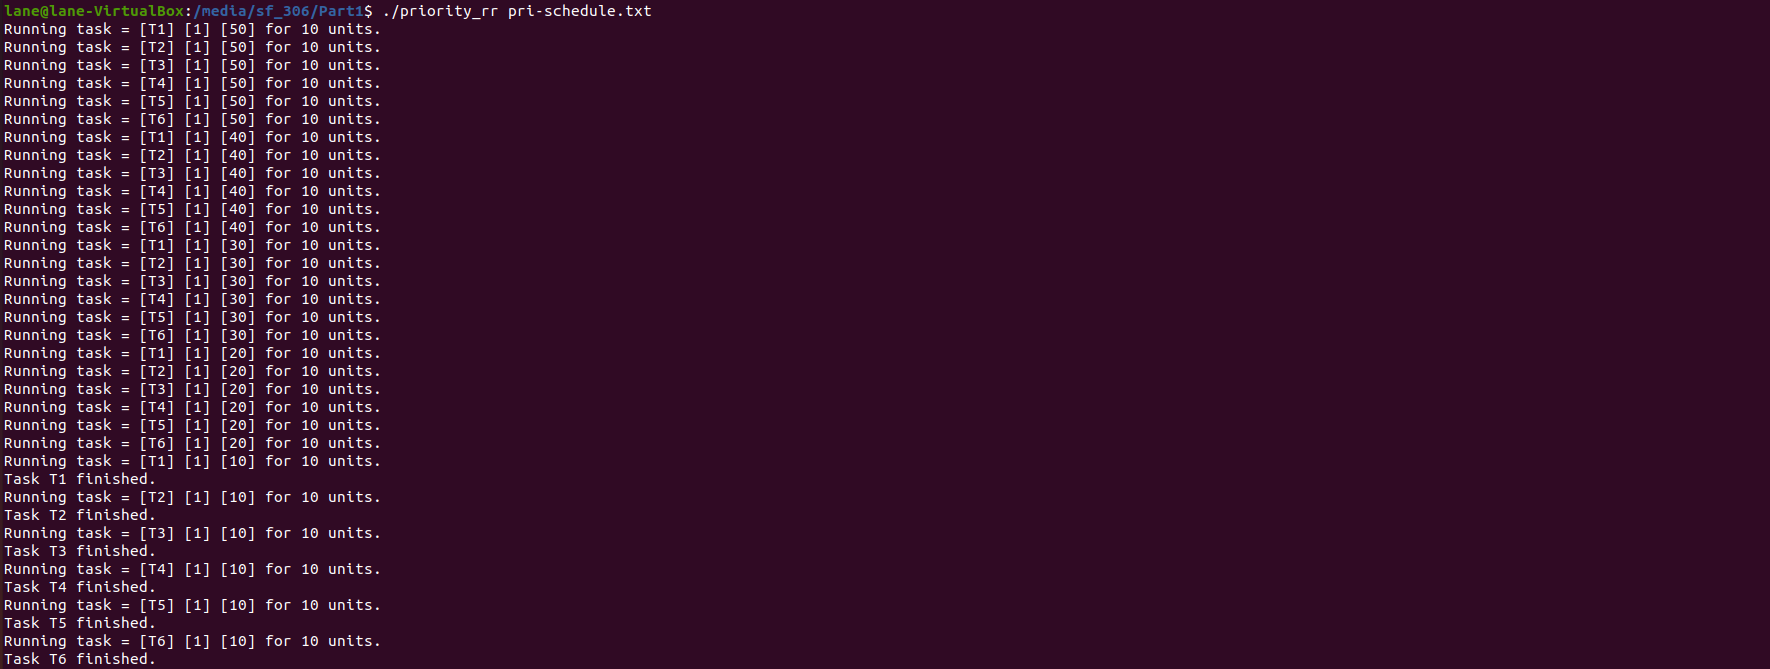 lane@lane-VirtualBox:/media/sf_306/Part1$ ./priority_rr pri-schedule.txt
Running task = [T1] [1] [50] for 10 units.
Running task = [T2] [1] [50] for 10 units.
Running task = [T3] [1] [50] for 10 units.
Running task = [T4] [1] [50] for 10 units.
Running task = [T5] [1] [50] for 10 units.
Running task = [T6] [1] [50] for 10 units.
Running task = [T1] [1] [40] for 10 units.
Running task = [T2] [1] [40] for 10 units.
Running task = [T3] [1] [40] for 10 units.
Running task = [T4] [1] [40] for 10 units.
Running task = [T5] [1] [40] for 10 units.
Running task = [T6] [1] [40] for 10 units.
Running task = [T1] [1] [30] for 10 units.
Running task = [T2] [1] [30] for 10 units.
Running task = [T3] [1] [30] for 10 units.
Running task = [T4] [1] [30] for 10 units.
Running task = [T5] [1] [30] for 10 units.
Running task = [T6] [1] [30] for 10 units.
Running task = [T1] [1] [20] for 10 units.
Running task = [T2] [1] [20] for 10 units.
Running task = [T3] [1] [20] for 10 units.
Running task = [T4] [1] [20] for 10 units.
Running task = [T5] [1] [20] for 10 units.
Running task = [T6] [1] [20] for 10 units.
Running task = [T1] [1] [10] for 10 units.
Task T1 finished.
Running task = [T2] [1] [10] for 10 units.
Task T2 finished.
Running task = [T3] [1] [10] for 10 units.
Task T3 finished.
Running task = [T4] [1] [10] for 10 units.
Task T4 finished.
Running task = [T5] [1] [10] for 10 units.
Task T5 finished.
Running task = [T6] [1] [10] for 10 units.
Task T6 finished.